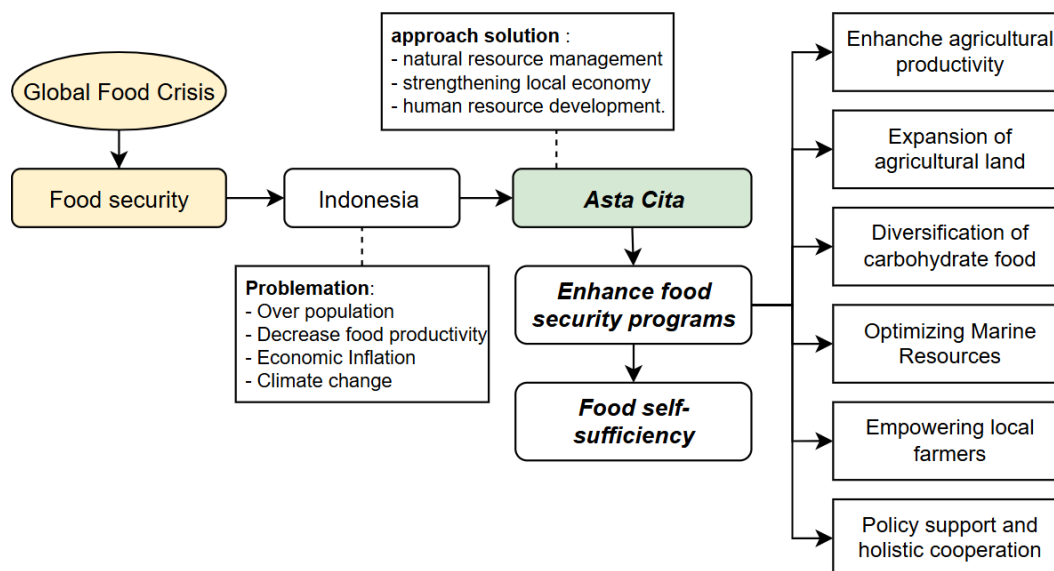 Global Food Crisis
Food security
Indonesia
approach solution :
- natural resource management
- strengthening local economy
- human resource development.
Asta Cita
Problemation:
- Over population
- Decrease food productivity
- Economic Inflation
- Climate change
Enhance food
security programs
Food self-
sufficiency
Enhanche agricultural
productivity
Expansion of
agricultural land
Diversification of
carbohydrate food
Optimizing Marine
Resources
Empowering local
farmers
Policy support and
holistic cooperation